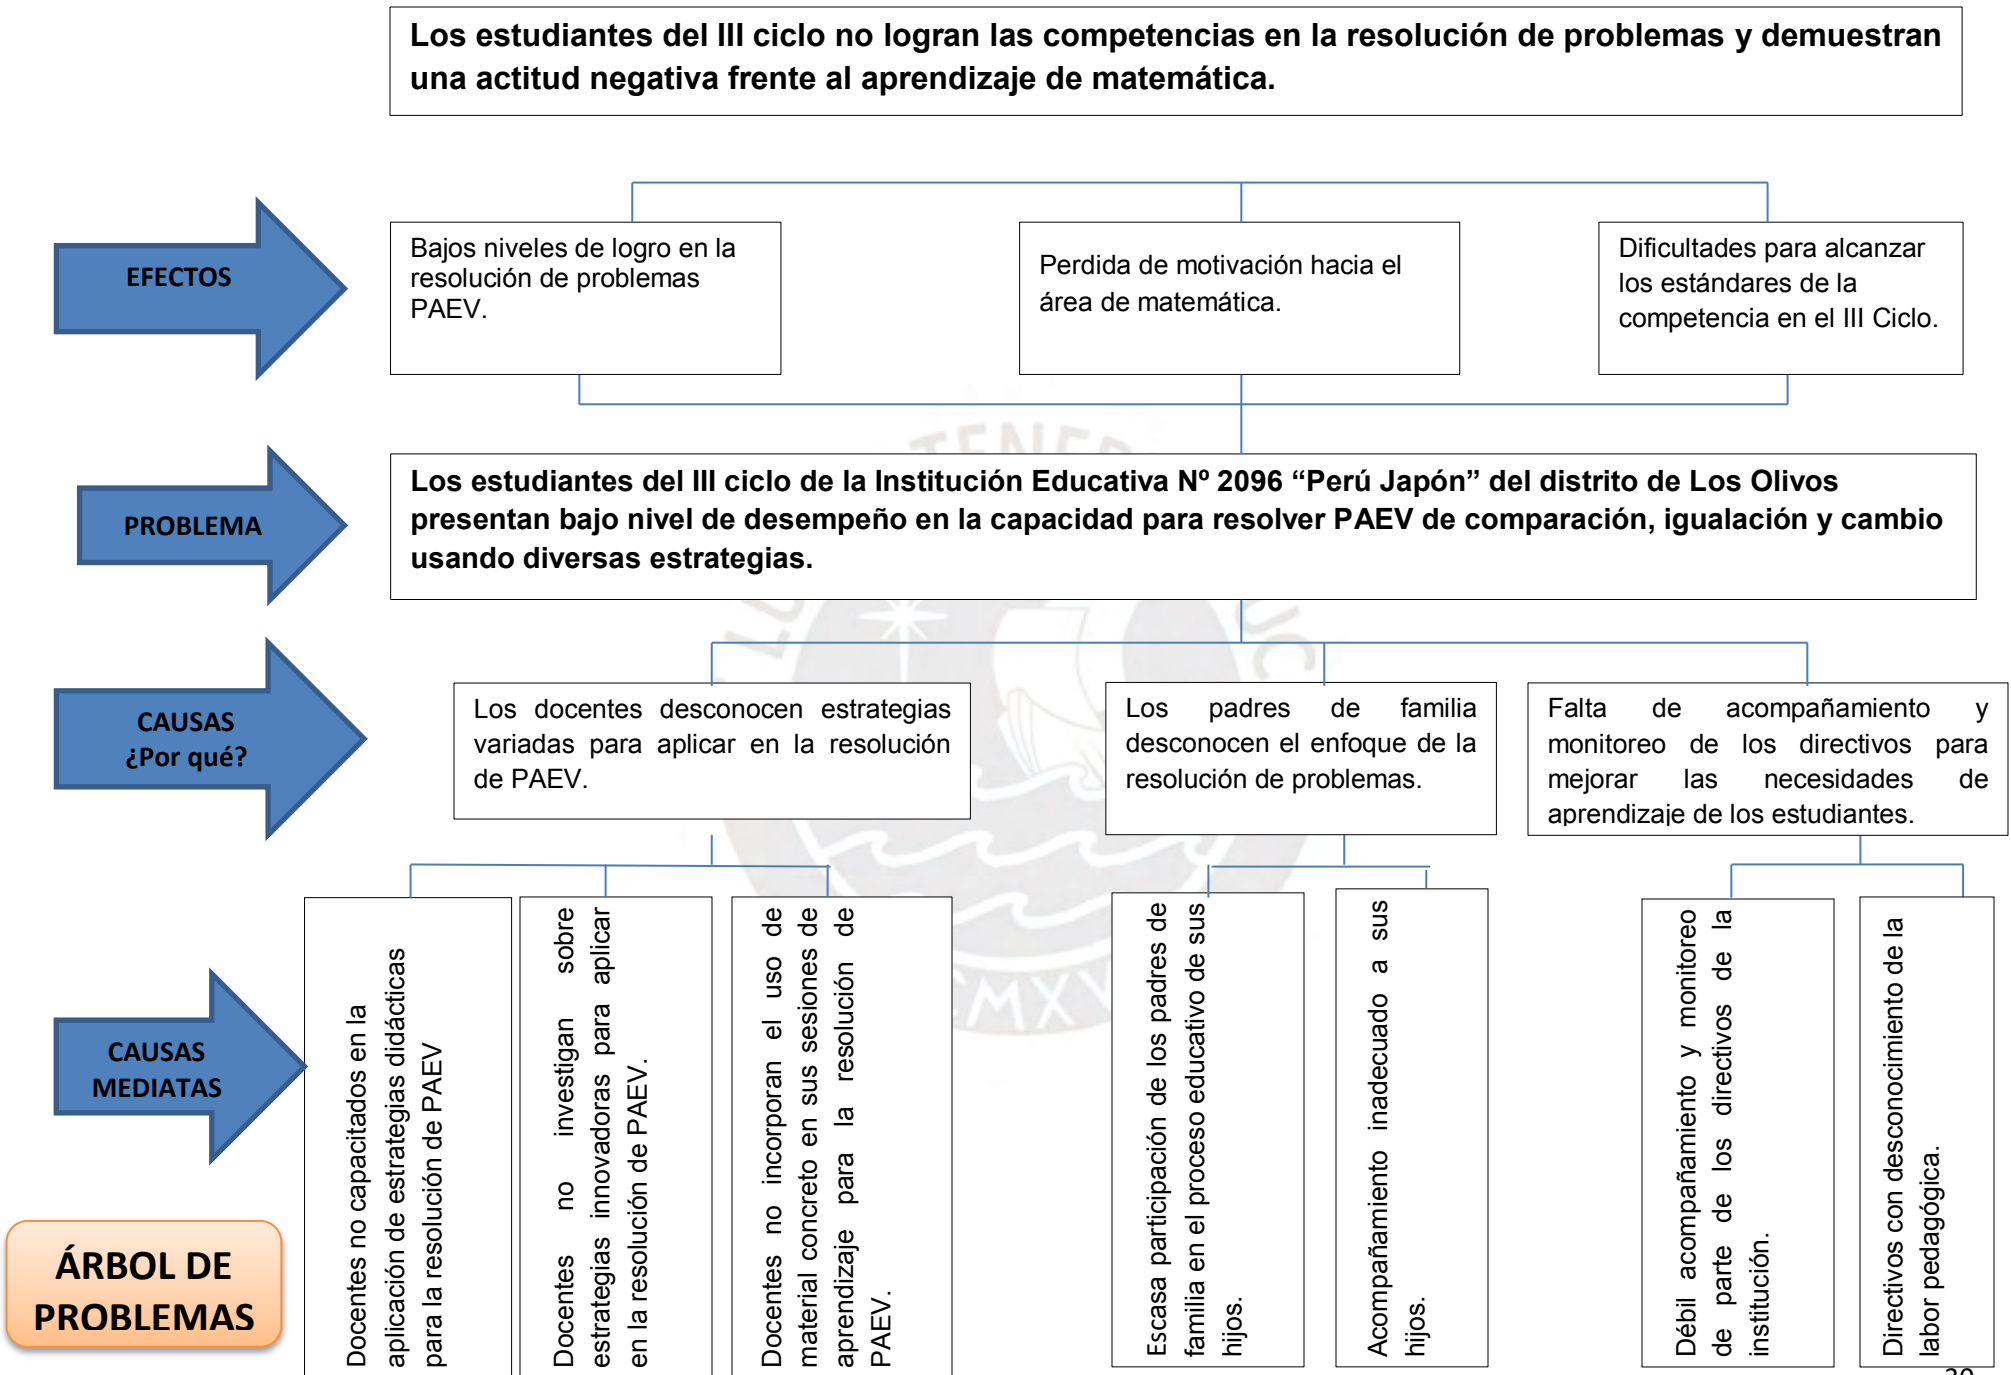 Los estudiantes del III ciclo no logran las competencias en la resolución de problemas y demuestran
una actitud negativa frente al aprendizaje de matemática.
EFECTOS
Bajos niveles de logro en la
resolución de problemas
PAEV.
Perdida de motivación hacia el
área de matemática.
Dificultades para alcanzar
los estándares de la
competencia en el III Ciclo.
PROBLEMA
Los estudiantes del III ciclo de la Institución Educativa Nº 2096 “Perú Japón” del distrito de Los Olivos
presentan bajo nivel de desempeño en la capacidad para resolver PAEV de comparación, igualación y cambio
usando diversas estrategias.
CAUSAS
¿Por qué?
Los docentes desconocen estrategias
variadas para aplicar en la resolución
de PAEV.
Los padres de familia
desconocen el enfoque de la
resolución de problemas.
Falta de acompañamiento y
monitoreo de los directivos para
mejorar las necesidades de
aprendizaje de los estudiantes.
CAUSAS
MEDIATAS
Docentes no capacitados en la
aplicación de estrategias didácticas
para la resolución de PAEV
Docentes no investigan sobre
estrategias innovadoras para aplicar
en la resolución de PAEV.
Docentes no incorporan el uso de
material concreto en sus sesiones de
aprendizaje para la resolución de
PAEV.
Escasa participación de los padres de
familia en el proceso educativo de sus
hijos.
Acompañamiento inadecuado a sus
hijos.
Débil acompañamiento y monitoreo
de parte de los directivos de la
institución.
Directivos con desconocimiento de la
labor pedagógica.
ÁRBOL DE
PROBLEMAS